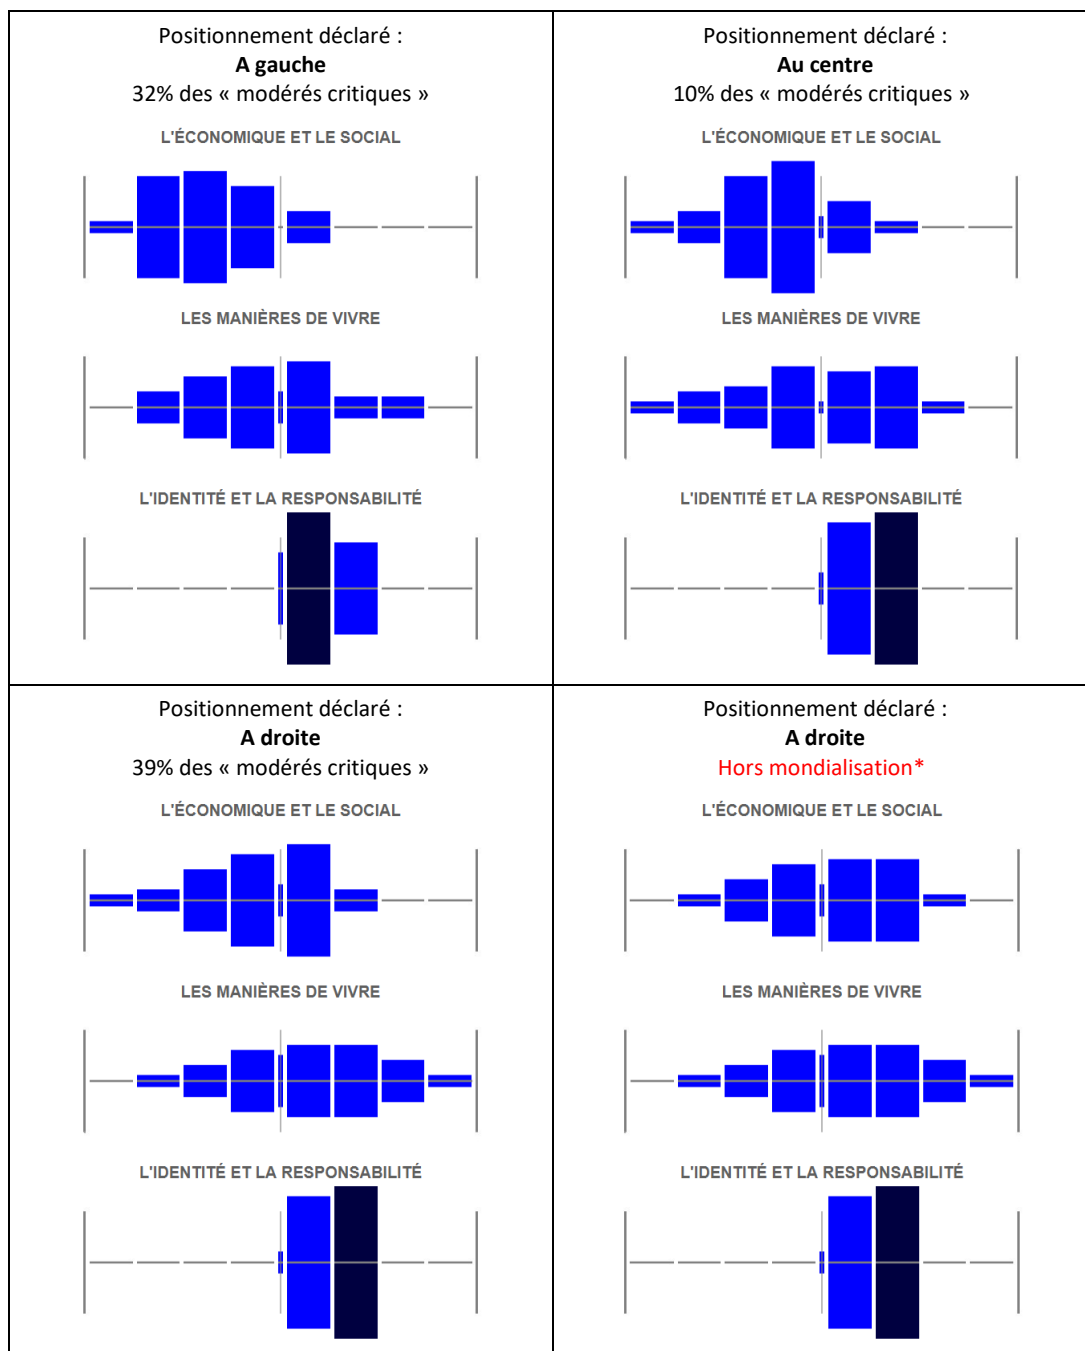 Positionnement déclaré :
A gauche
32% des « modérés critiques »
L'ÉCONOMIQUE ET LE SOCIAL
LES MANIÈRES DE VIVRE
L'IDENTITÉ ET LA RESPONSABILITÉ
Positionnement déclaré :
Au centre
10% des « modérés critiques »
L'ÉCONOMIQUE ET LE SOCIAL
LES MANIÈRES DE VIVRE
L'IDENTITÉ ET LA RESPONSABILITÉ
Positionnement déclaré :
A droite
39% des « modérés critiques »
L'ÉCONOMIQUE ET LE SOCIAL
LES MANIÈRES DE VIVRE
L'IDENTITÉ ET LA RESPONSABILITÉ
Positionnement déclaré :
A droite
Hors mondialisation*
L'ÉCONOMIQUE ET LE SOCIAL
LES MANIÈRES DE VIVRE
L'IDENTITÉ ET LA RESPONSABILITÉ